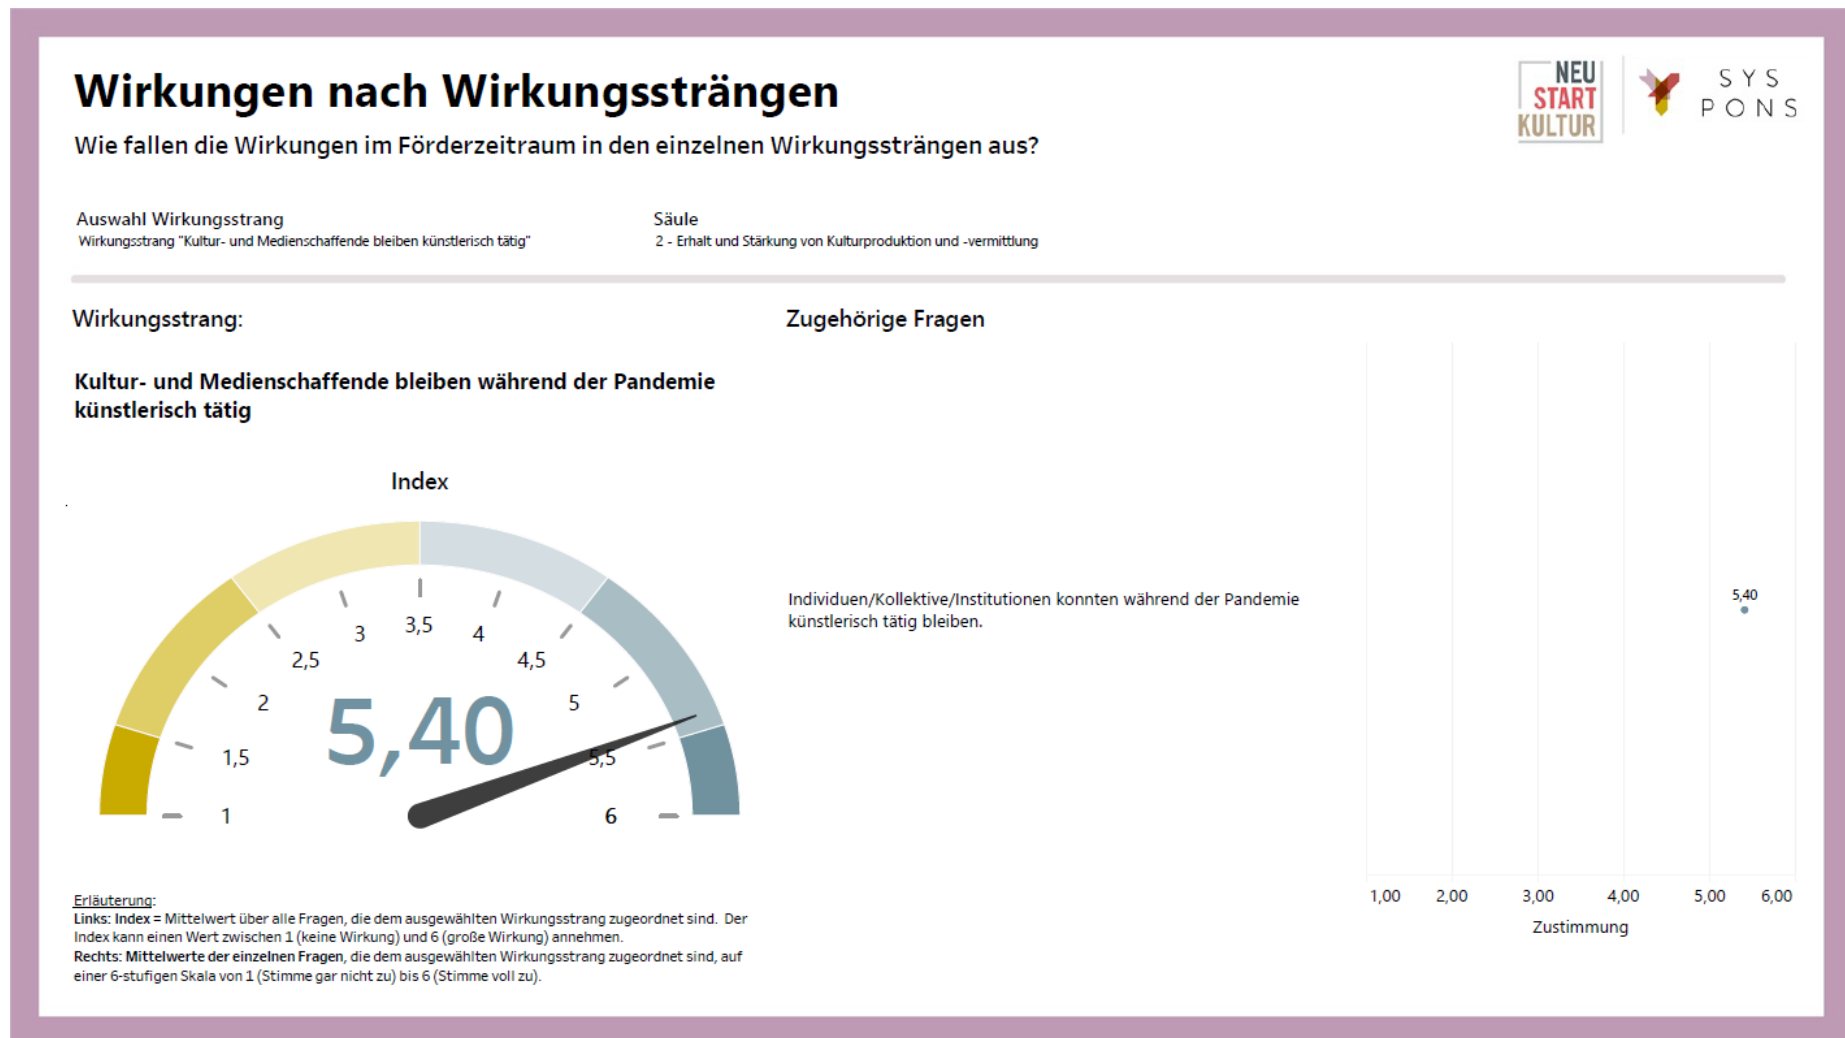 Wirkungen nach Wirkungssträngen
Wie fallen die Wirkungen im Förderzeitraum in den einzelnen Wirkungssträngen aus?
NEU
START
KULTUR
SYS
PONS
Auswahl Wirkungsstrang
Wirkungsstrang "Kultur- und Medienschaffende bleiben künstlerisch tätig"
Säule
2 - Erhalt und Stärkung von Kulturproduktion und -vermittlung
Wirkungsstrang:
Kultur- und Medienschaffende bleiben während der Pandemie
künstlerisch tätig
Index
1
1,5
2
2,5
3
3,5
4
4,5
5
5,5
6
5,40
Erläuterung:
Links: Index = Mittelwert über alle Fragen, die dem ausgewählten Wirkungsstrang zugeordnet sind. Der
Index kann einen Wert zwischen 1 (keine Wirkung) und 6 (große Wirkung) annehmen.
Rechts: Mittelwerte der einzelnen Fragen, die dem ausgewählten Wirkungsstrang zugeordnet sind, auf
einer 6-stufigen Skala von 1 (Stimme gar nicht zu) bis 6 (Stimme voll zu).
Zugehörige Fragen
Individuen/Kollektive/Institutionen konnten während der Pandemie
künstlerisch tätig bleiben.
5,40
1,00 2,00 3,00 4,00 5,00 6,00
Zustimmung